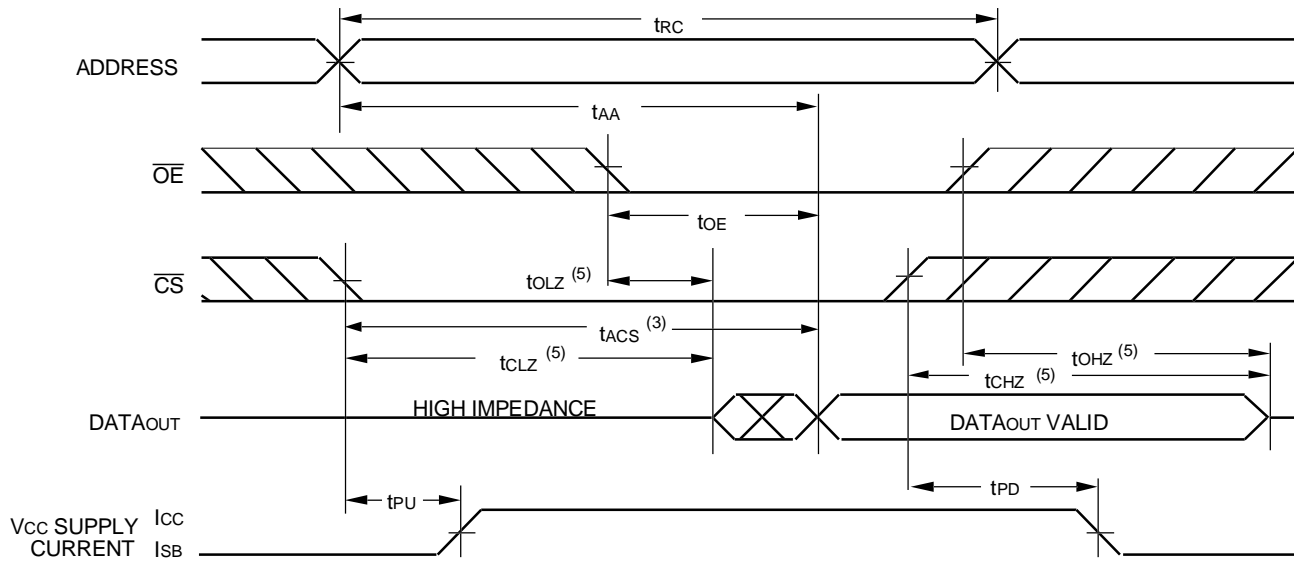 tRC
ADDRESS
tAA
OE
tOE
CS
tOLZ (5)
tACS (3)
tCLZ (5)
tOHZ (5)
tCHZ (5)
HIGH IMPEDANCE
DATAOUT
DATAOUT VALID
tPU
tPD
VCC SUPPLY CURRENT
ICC
ISB